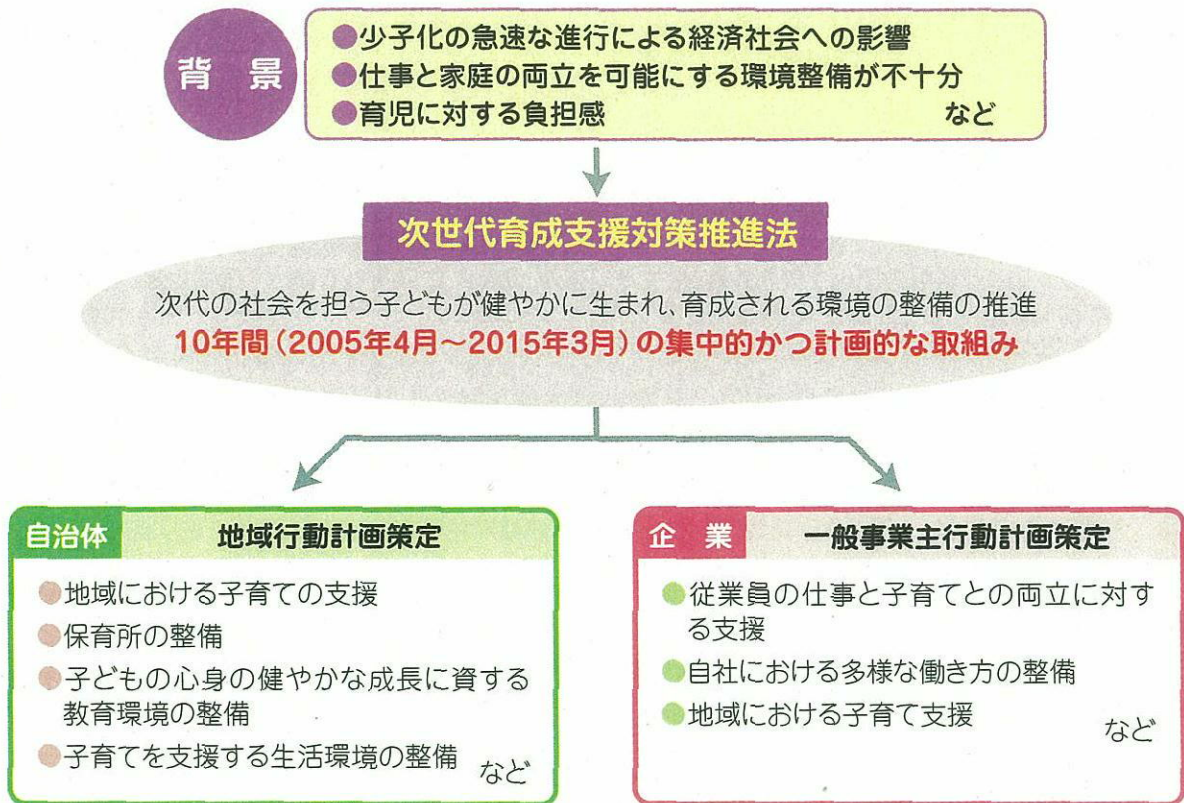 背景
●少子化の急速な進行による経済社会への影響
●仕事と家庭の両立を可能にする環境整備が不十分
●育児に対する負担感 など
次世代育成支援対策推進法
次代の社会を担う子どもが健やかに生まれ、育成される環境の整備の推進
10年間(2005年4月〜2015年3月)の集中的かつ計画的な取組み
自治体 地域行動計画策定
●地域における子育ての支援
●保育所の整備
●子どもの心身の健やかな成長に資する
教育環境の整備
●子育てを支援する生活環境の整備 など
企業 一般事業主行動計画策定
●従業員の仕事と子育てとの両立に対す
る支援
●自社における多様な働き方の整備
●地域における子育て支援
など